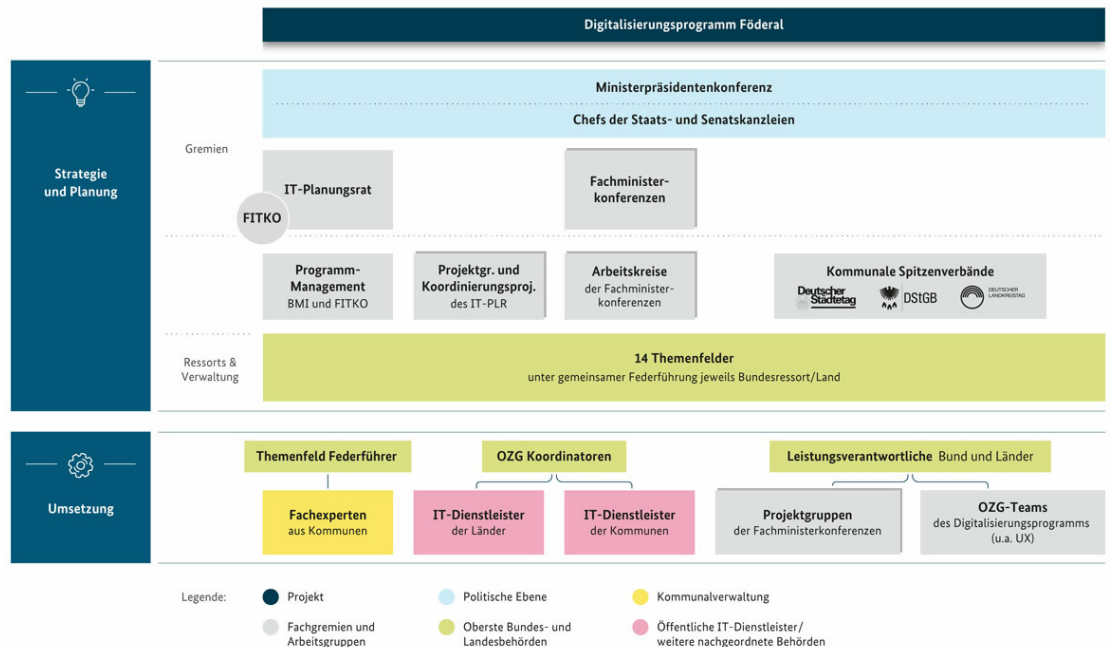 Digitalisierungsprogramm Föderal
Strategie
und Planung
Gremien
Ministerpräsidentenkonferenz
Chefs der Staats- und Senatskanzleien
IT-Planungsrat
FITKO
Fachminister-
konferenzen
Programm-
Management
BMI und FITKO
Projektgr. und
Koordinierungsproj.
des IT-PLR
Arbeitskreise
der Fachminister-
konferenzen
Kommunale Spitzenverbände
Deutscher
Städtetag
DStGB
DEUTSCHER
LANDKREISTAG
Ressorts &
Verwaltung
14 Themenfelder
unter gemeinsamer Federführung jeweils Bundesressort/Land
Umsetzung
Themenfeld Federführer
OZG Koordinatoren
Leistungsverantwortliche Bund und Länder
Fachexperten
aus Kommunen
IT-Dienstleister
der Länder
IT-Dienstleister
der Kommunen
Projektgruppen
der Fachministerkonferenzen
OZG-Teams
des Digitalisierungsprogramms
(u.a. UX)
Legende:
Projekt
Politische Ebene
Kommunalverwaltung
Fachgremien und
Arbeitsgruppen
Oberste Bundes- und
Landesbehörden
Öffentliche IT-Dienstleister/
weitere nachgeordnete Behörden